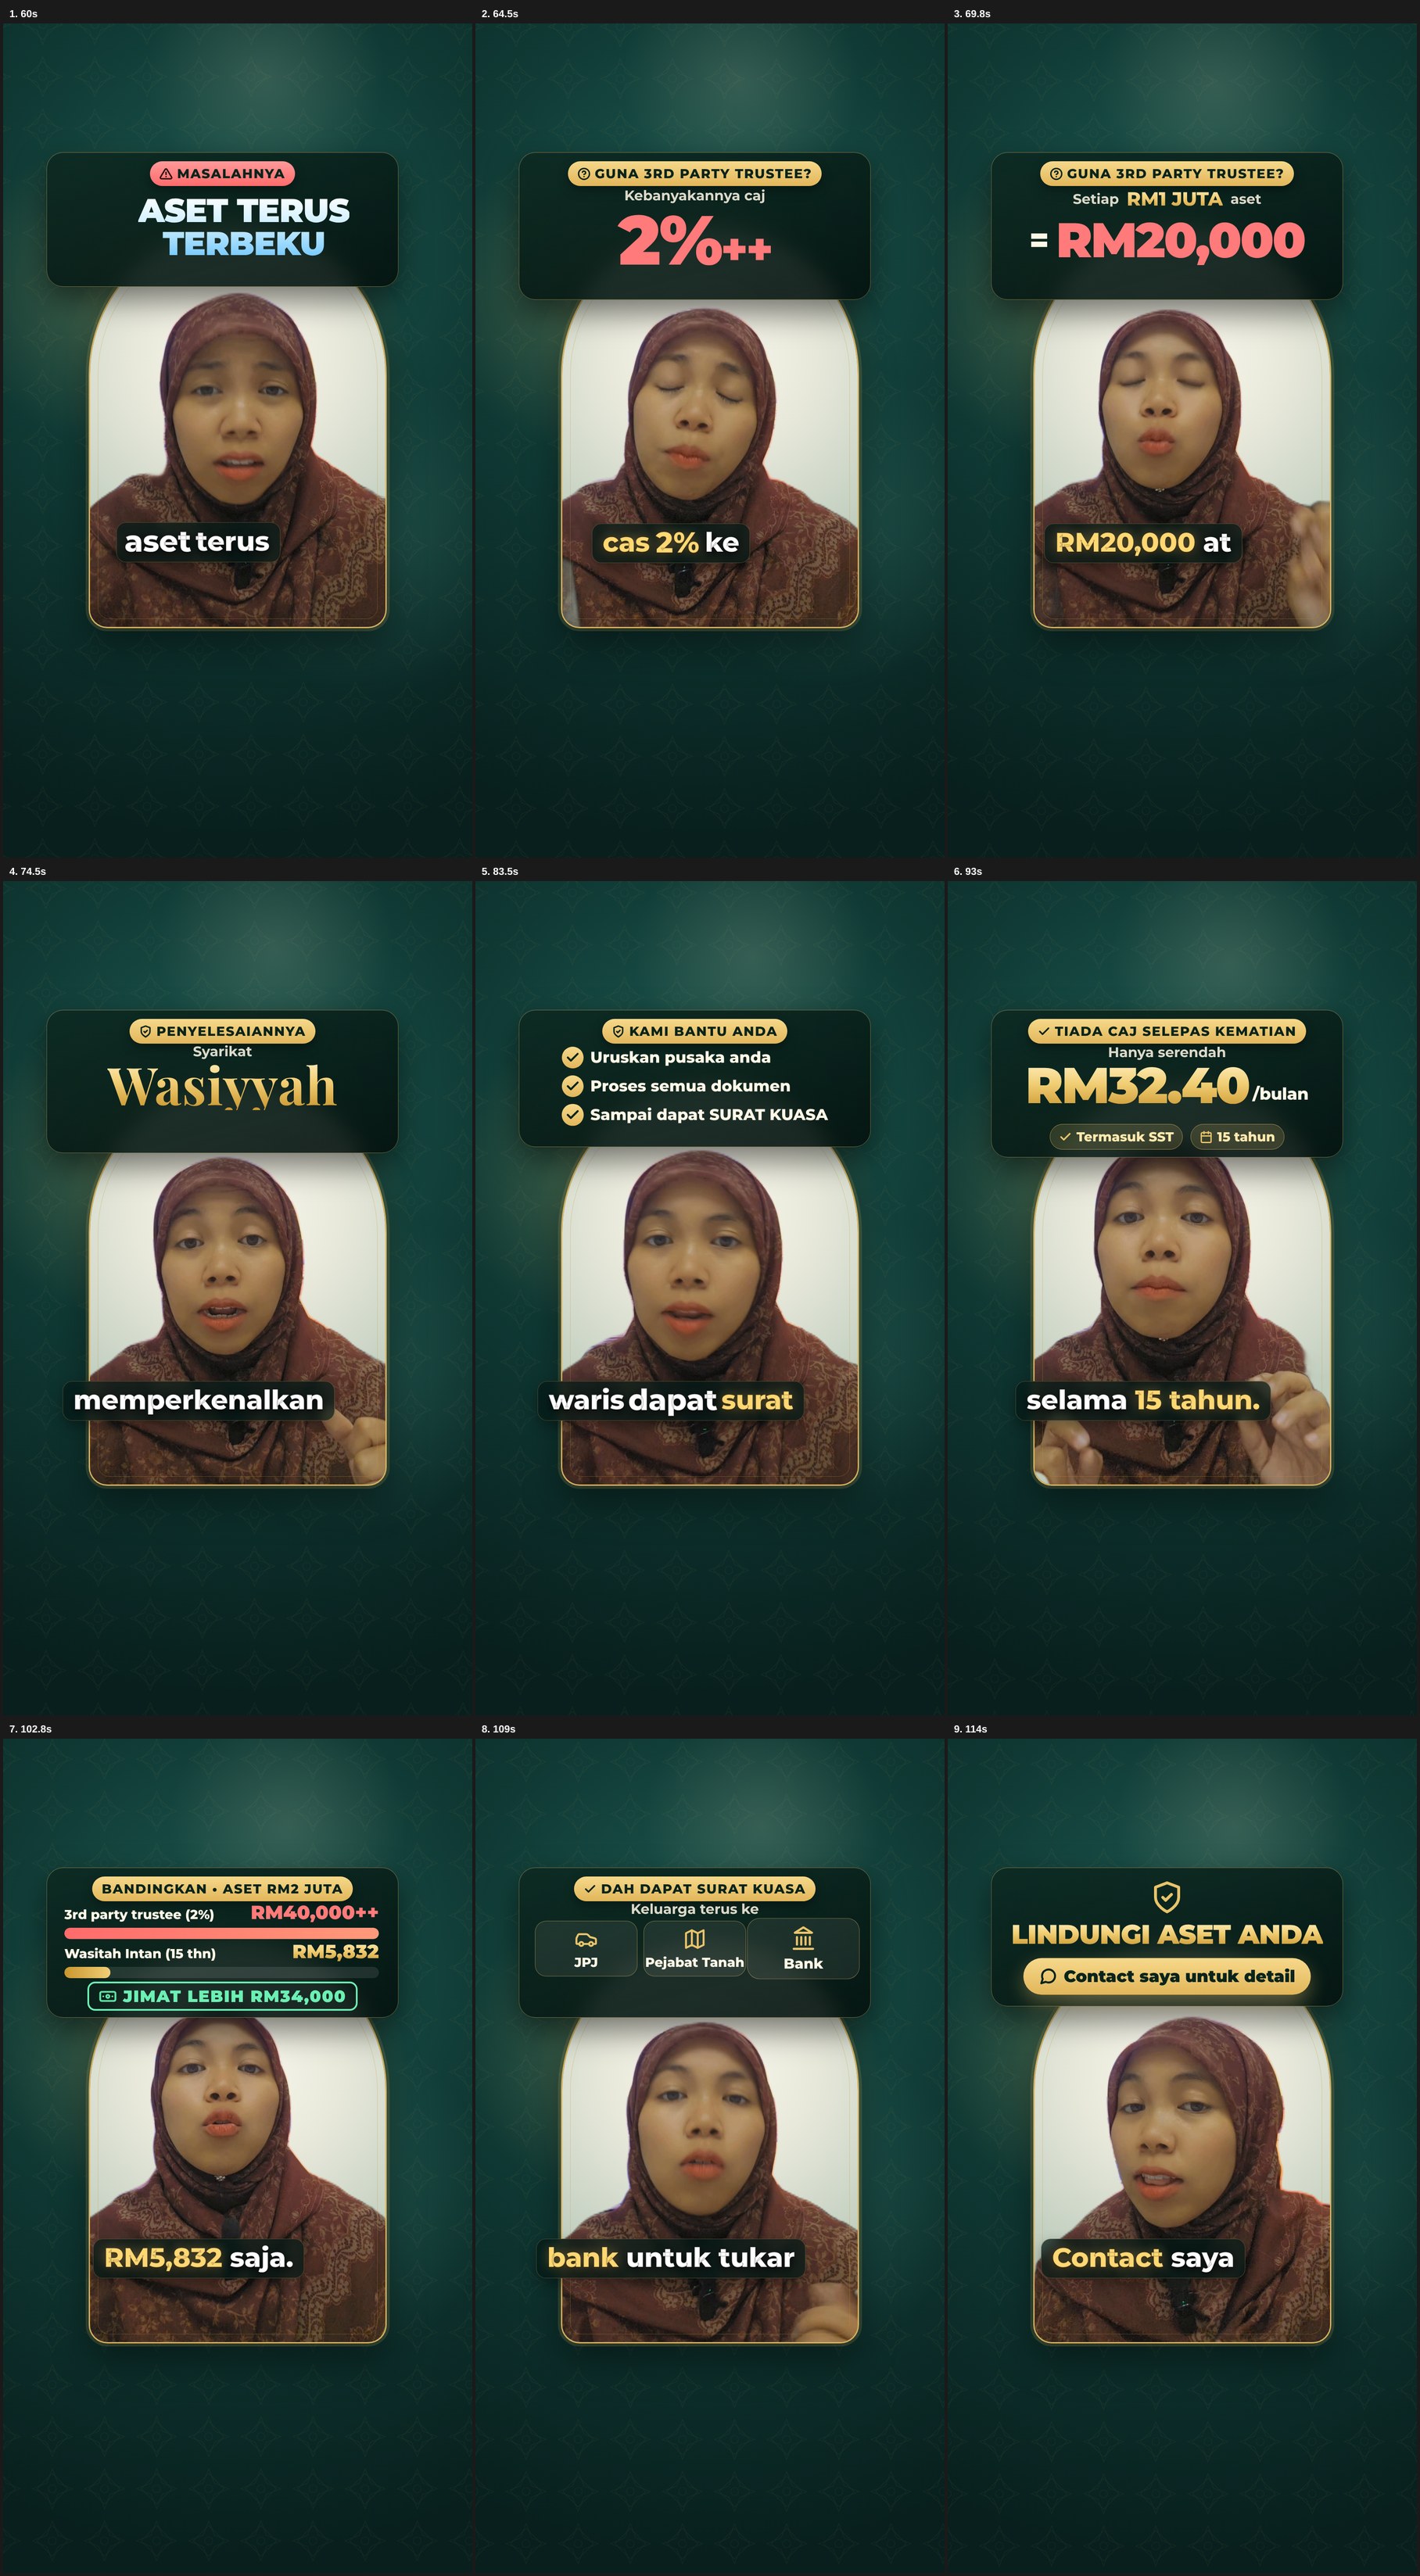 1. 60s
MASALAHNYA
ASET TERUS
TERBEKU
aset terus
2. 64.5s
GUNA 3RD PARTY TRUSTEE?
Kebanyakannya caj
2%++
cas 2% ke
3. 69.8s
GUNA 3RD PARTY TRUSTEE?
Setiap RM1 JUTA aset
= RM20,000
RM20,000 at
4. 74.5s
PENYELESAIANNYA
Syarikat
Wasiyyah
memperkenalkan
5. 83.5s
KAMI BANTU ANDA
Uruskan pusaka anda
Proses semua dokumen
Sampai dapat SURAT KUASA
waris dapat surat
6. 93s
TIADA CAJ SELEPAS KEMATIAN
Hanya serendah
RM32.40/bulan
Termasuk SST
15 tahun
selama 15 tahun.
7. 102.8s
BANDINGKAN • ASET RM2 JUTA
3rd party trustee (2%) RM40,000++
Wasitah Intan (15 thn) RM5,832
JIMAT LEBIH RM34,000
RM5,832 saja.
8. 109s
DAH DAPAT SURAT KUASA
Keluarga terus ke
JPJ
Pejabat Tanah
Bank
bank untuk tukar
9. 114s
LINDUNGI ASET ANDA
Contact saya untuk detail
Contact saya